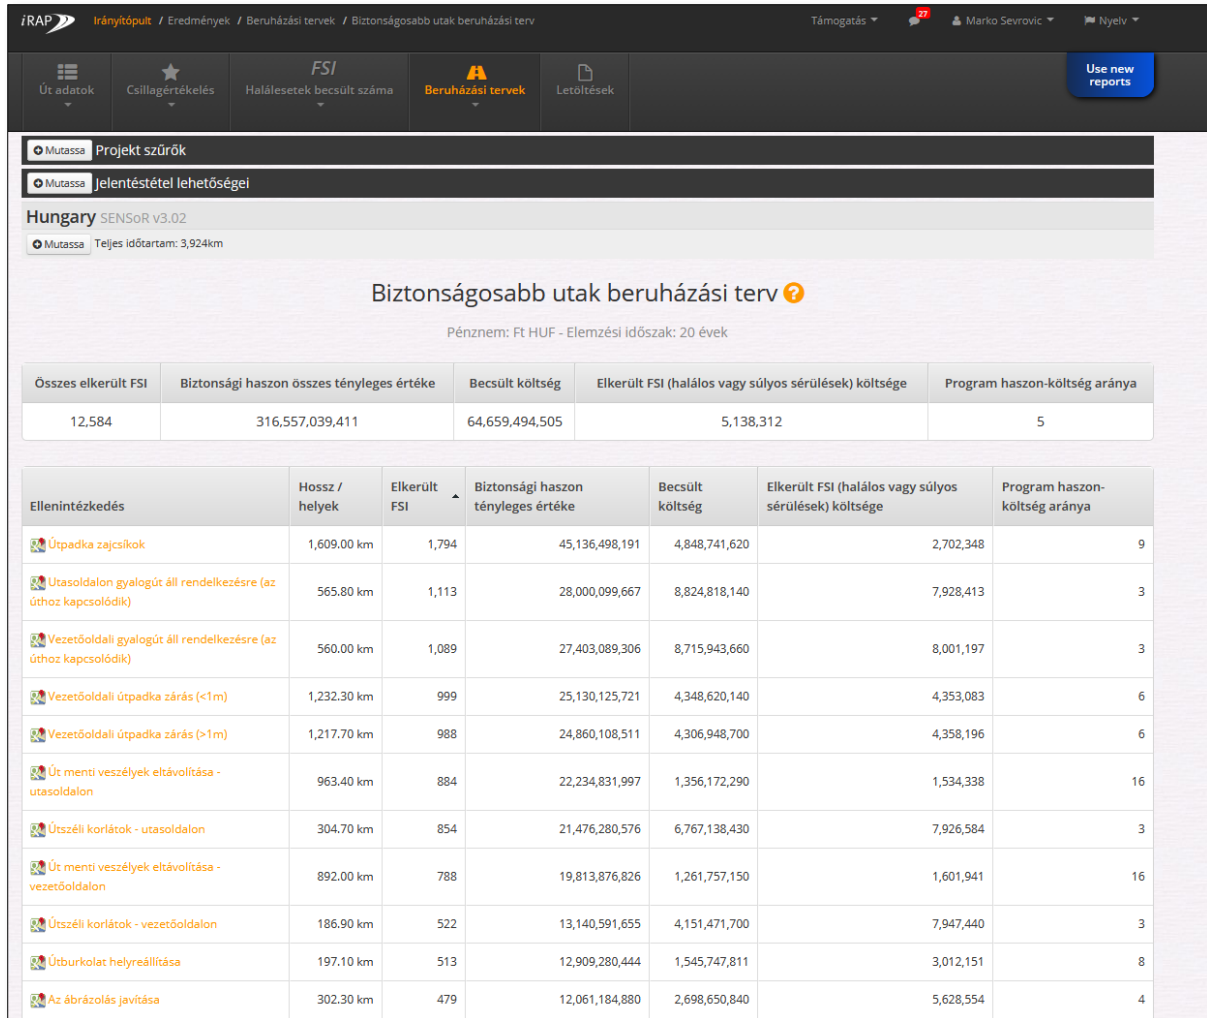 iRAP Irányítópult / Eredmények / Beruházási tervek / Biztonságosabb utak beruházási terv Támogatás 27 Marko Sevrovic Nyelv
Út adatok Csillagértékelés FSI Halálesetek becsült száma Beruházási tervek Letöltések Use new reports
Mutassa Projekt szűrők
Mutassa Jelentéstétel lehetőségei
Hungary SENSoR v3.02
Mutassa Teljes időtartam: 3,924km
Biztonságosabb utak beruházási terv ?
Pénznem: Ft HUF - Elemzési időszak: 20 évek
Összes elkerült FSI Biztonsági haszon összes tényleges értéke Becsült költség Elkerült FSI (halálos vagy súlyos sérülések) költsége Program haszon-költség aránya
12,584 316,557,039,411 64,659,494,505 5,138,312 5
Ellenintézkedés Hossz / helyek Elkerült FSI Biztonsági haszon tényleges értéke Becsült költség Elkerült FSI (halálos vagy súlyos sérülések) költsége Program haszon-költség aránya
Útpadka zajcsíkok 1,609.00 km 1,794 45,136,498,191 4,848,741,620 2,702,348 9
Utasoldalon gyalogút áll rendelkezésre (az úthoz kapcsolódik) 565.80 km 1,113 28,000,099,667 8,824,818,140 7,928,413 3
Vezetőoldali gyalogút áll rendelkezésre (az úthoz kapcsolódik) 560.00 km 1,089 27,403,089,306 8,715,943,660 8,001,197 3
Vezetőoldali útpadka zárás (<1m) 1,232.30 km 999 25,130,125,721 4,348,620,140 4,353,083 6
Vezetőoldali útpadka zárás (>1m) 1,217.70 km 988 24,860,108,511 4,306,948,700 4,358,196 6
Út menti veszélyek eltávolítása - utasoldalon 963.40 km 884 22,234,831,997 1,356,172,290 1,534,338 16
Útszéli korlátok - utasoldalon 304.70 km 854 21,476,280,576 6,767,138,430 7,926,584 3
Út menti veszélyek eltávolítása - vezetőoldalon 892.00 km 788 19,813,876,826 1,261,757,150 1,601,941 16
Útszéli korlátok - vezetőoldalon 186.90 km 522 13,140,591,655 4,151,471,700 7,947,440 3
Útburkolat helyreállítása 197.10 km 513 12,909,280,444 1,545,747,811 3,012,151 8
Az ábrázolás javítása 302.30 km 479 12,061,184,880 2,698,650,840 5,628,554 4